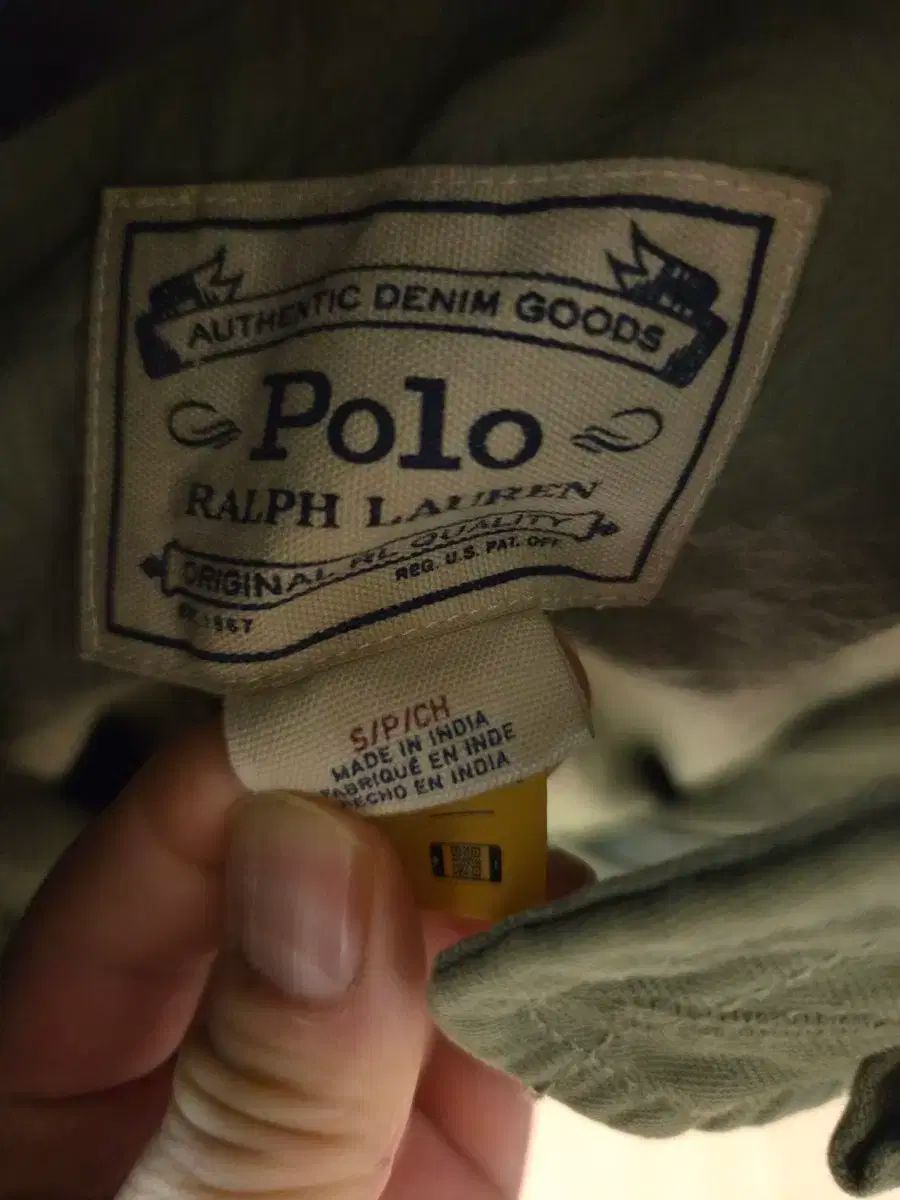 AUTHENTIC DENIM GOODS
Polo
RALPH LAUREN
ORIGINAL RL QUALITY
REG. U.S. PAT. OFF.
1967
S/P/CH
MADE IN INDIA
FABRIQUÉ EN INDE
HECHO EN INDIA